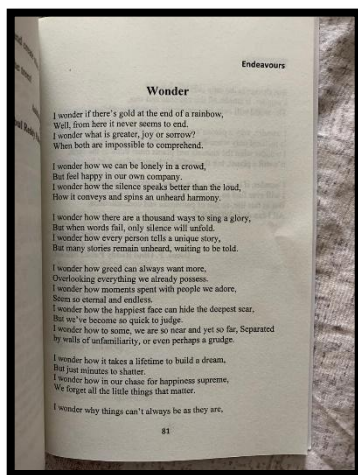 Endeavours
Wonder
I wonder if there's gold at the end of a rainbow,
Well, from here it never seems to end.
I wonder what is greater, joy or sorrow?
When both are impossible to comprehend.
I wonder how we can be lonely in a crowd,
But feel happy in our own company.
I wonder how the silence speaks better than the loud,
How it conveys and spins an unheard harmony.
I wonder how there are a thousand ways to sing a glory,
But when words fail, only silence will unfold.
I wonder how every person tells a unique story,
But many stories remain unheard, waiting to be told.
I wonder how greed can always want more,
Overlooking everything we already possess.
I wonder how moments spent with people we adore,
Seem so eternal and endless.
I wonder how the happiest face can hide the deepest scar,
But we've become so quick to judge.
I wonder how to some, we are so near and yet so far, Separated
by walls of unfamiliarity, or even perhaps a grudge.
I wonder how it takes a lifetime to build a dream,
But just minutes to shatter.
I wonder how in our chase for happiness supreme,
We forget all the little things that matter.
I wonder why things can't always be as they are,
81